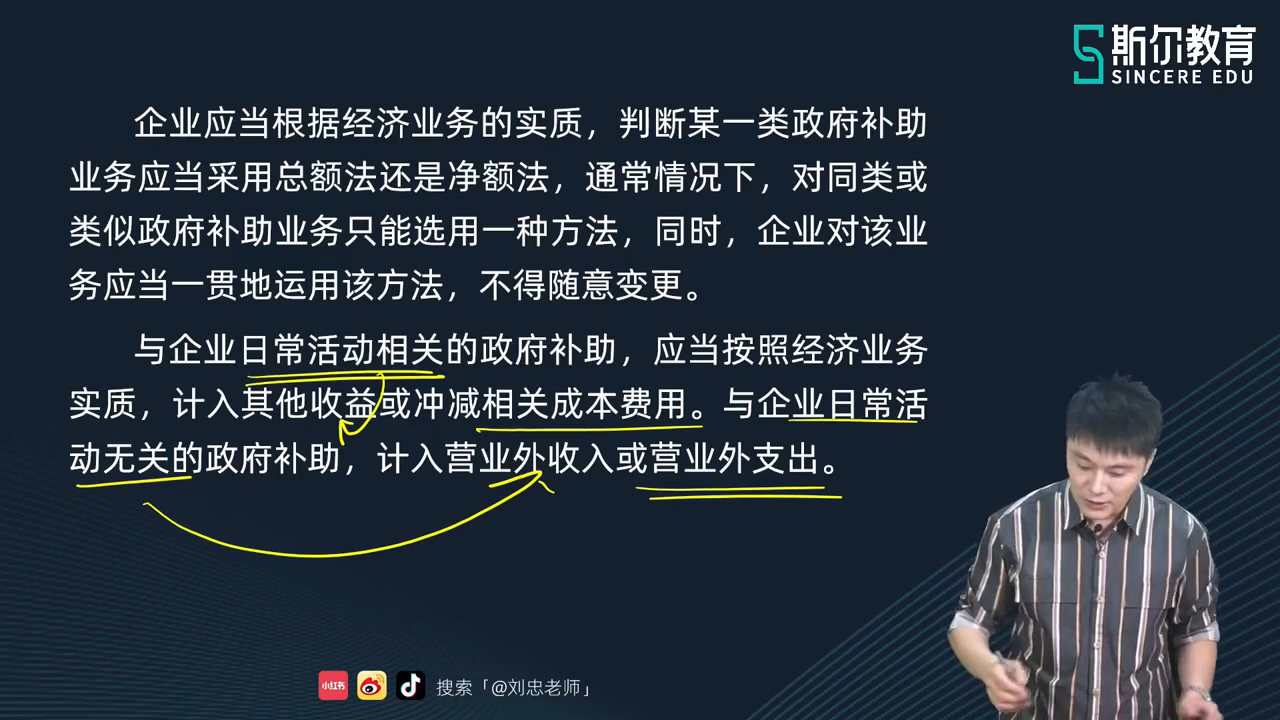 斯尔教育
SINCERE EDU
企业应当根据经济业务的实质，判断某一类政府补助
业务应当采用总额法还是净额法，通常情况下，对同类或
类似政府补助业务只能选用一种方法，同时，企业对该业
务应当一贯地运用该方法，不得随意变更。
与企业日常活动相关的政府补助，应当按照经济业务
实质，计入其他收益或冲减相关成本费用。与企业日常活
动无关的政府补助，计入营业外收入或营业外支出。
小红书
搜索「@刘忠老师」